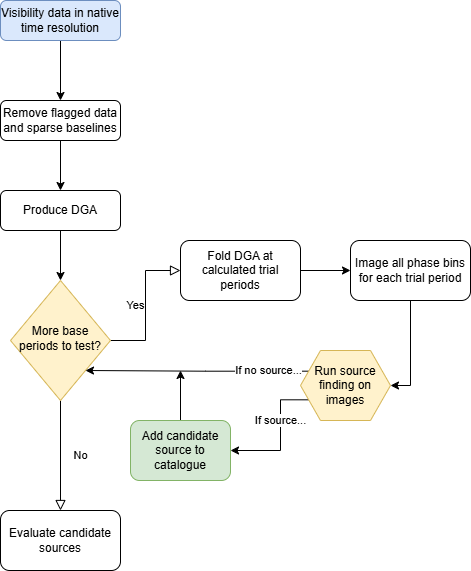 Visibility data in native
time resolution
Remove flagged data
and sparse baselines
Produce DGA
Fold DGA at
calculated trial
periods
Image all phase bins
for each trial period
Yes
More base
periods to test?
If no source...
Run source
finding on
images
If source...
Add candidate
source to
catalogue
No
Evaluate candidate
sources